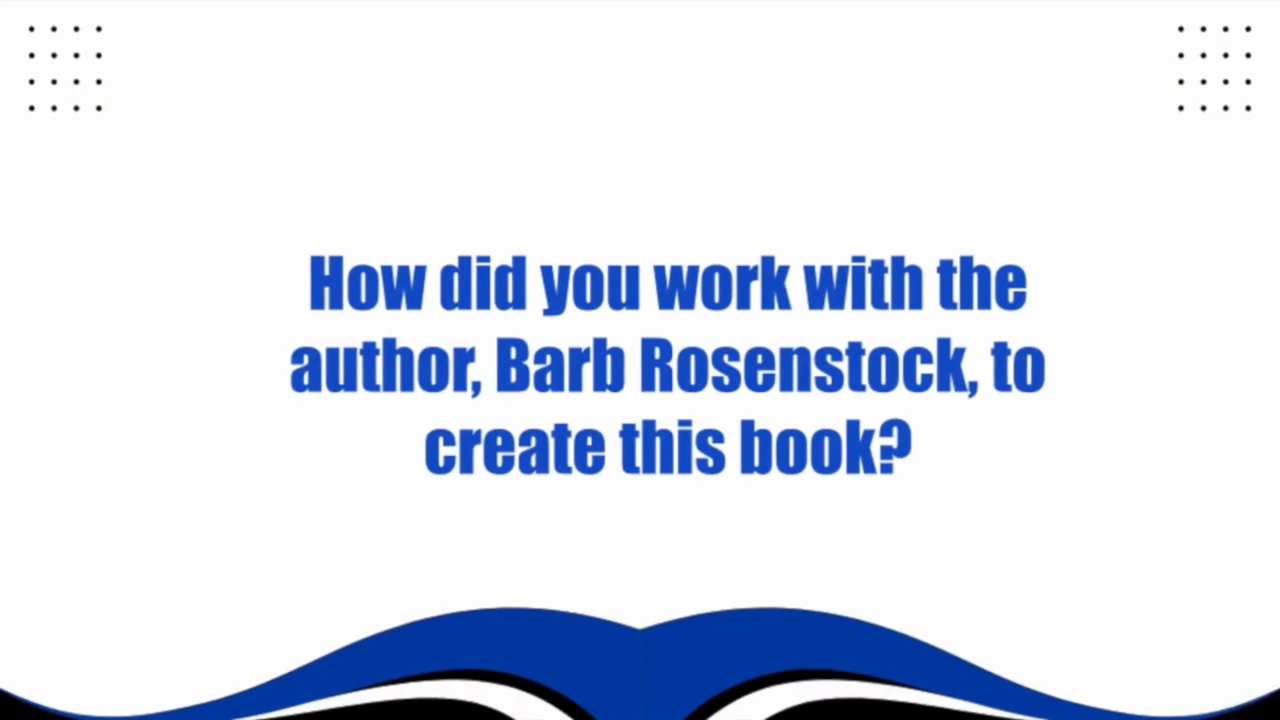 How did you work with the
author, Barb Rosenstock, to
create this book?